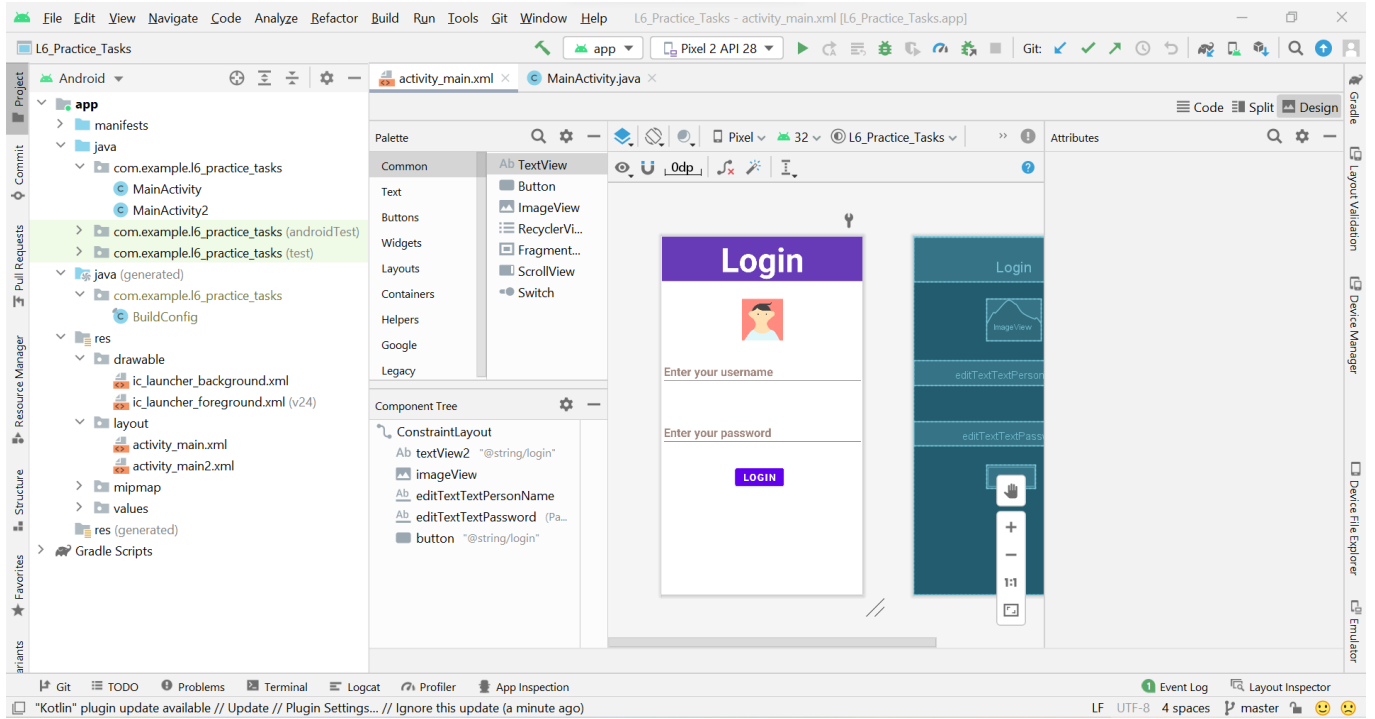 File Edit View Navigate Code Analyze Refactor Build Run Tools Git Window Help L6_Practice_Tasks - activity_main.xml [L6_Practice_Tasks.app]
L6_Practice_Tasks app Pixel 2 API 28 Git:
Project
Commit
Pull Requests
Resource Manager
Structure
Favorites
ariants
Android
app
manifests
java
com.example.l6_practice_tasks
MainActivity
MainActivity2
com.example.l6_practice_tasks (androidTest)
com.example.l6_practice_tasks (test)
java (generated)
com.example.l6_practice_tasks
BuildConfig
res
drawable
ic_launcher_background.xml
ic_launcher_foreground.xml (v24)
layout
activity_main.xml
activity_main2.xml
mipmap
values
res (generated)
Gradle Scripts
activity_main.xml MainActivity.java
Code Split Design
Palette
Common
Text
Buttons
Widgets
Layouts
Containers
Helpers
Google
Legacy
Ab TextView
Button
ImageView
RecyclerVi...
Fragment...
ScrollView
Switch
Component Tree
ConstraintLayout
Ab textView2 "@string/login"
imageView
Ab editTextTextPersonName
Ab editTextTextPassword (Pa...
button "@string/login"
Pixel 32 L6_Practice_Tasks
0dp
Login
Enter your username
Enter your password
LOGIN
Login
ImageView
editTextTextPerson
editTextTextPassw
1:1
Attributes
Gradle
Layout Validation
Device Manager
Device File Explorer
Emulator
Git TODO Problems Terminal Logcat Profiler App Inspection 1 Event Log Layout Inspector
"Kotlin" plugin update available // Update // Plugin Settings... // Ignore this update (a minute ago) LF UTF-8 4 spaces master